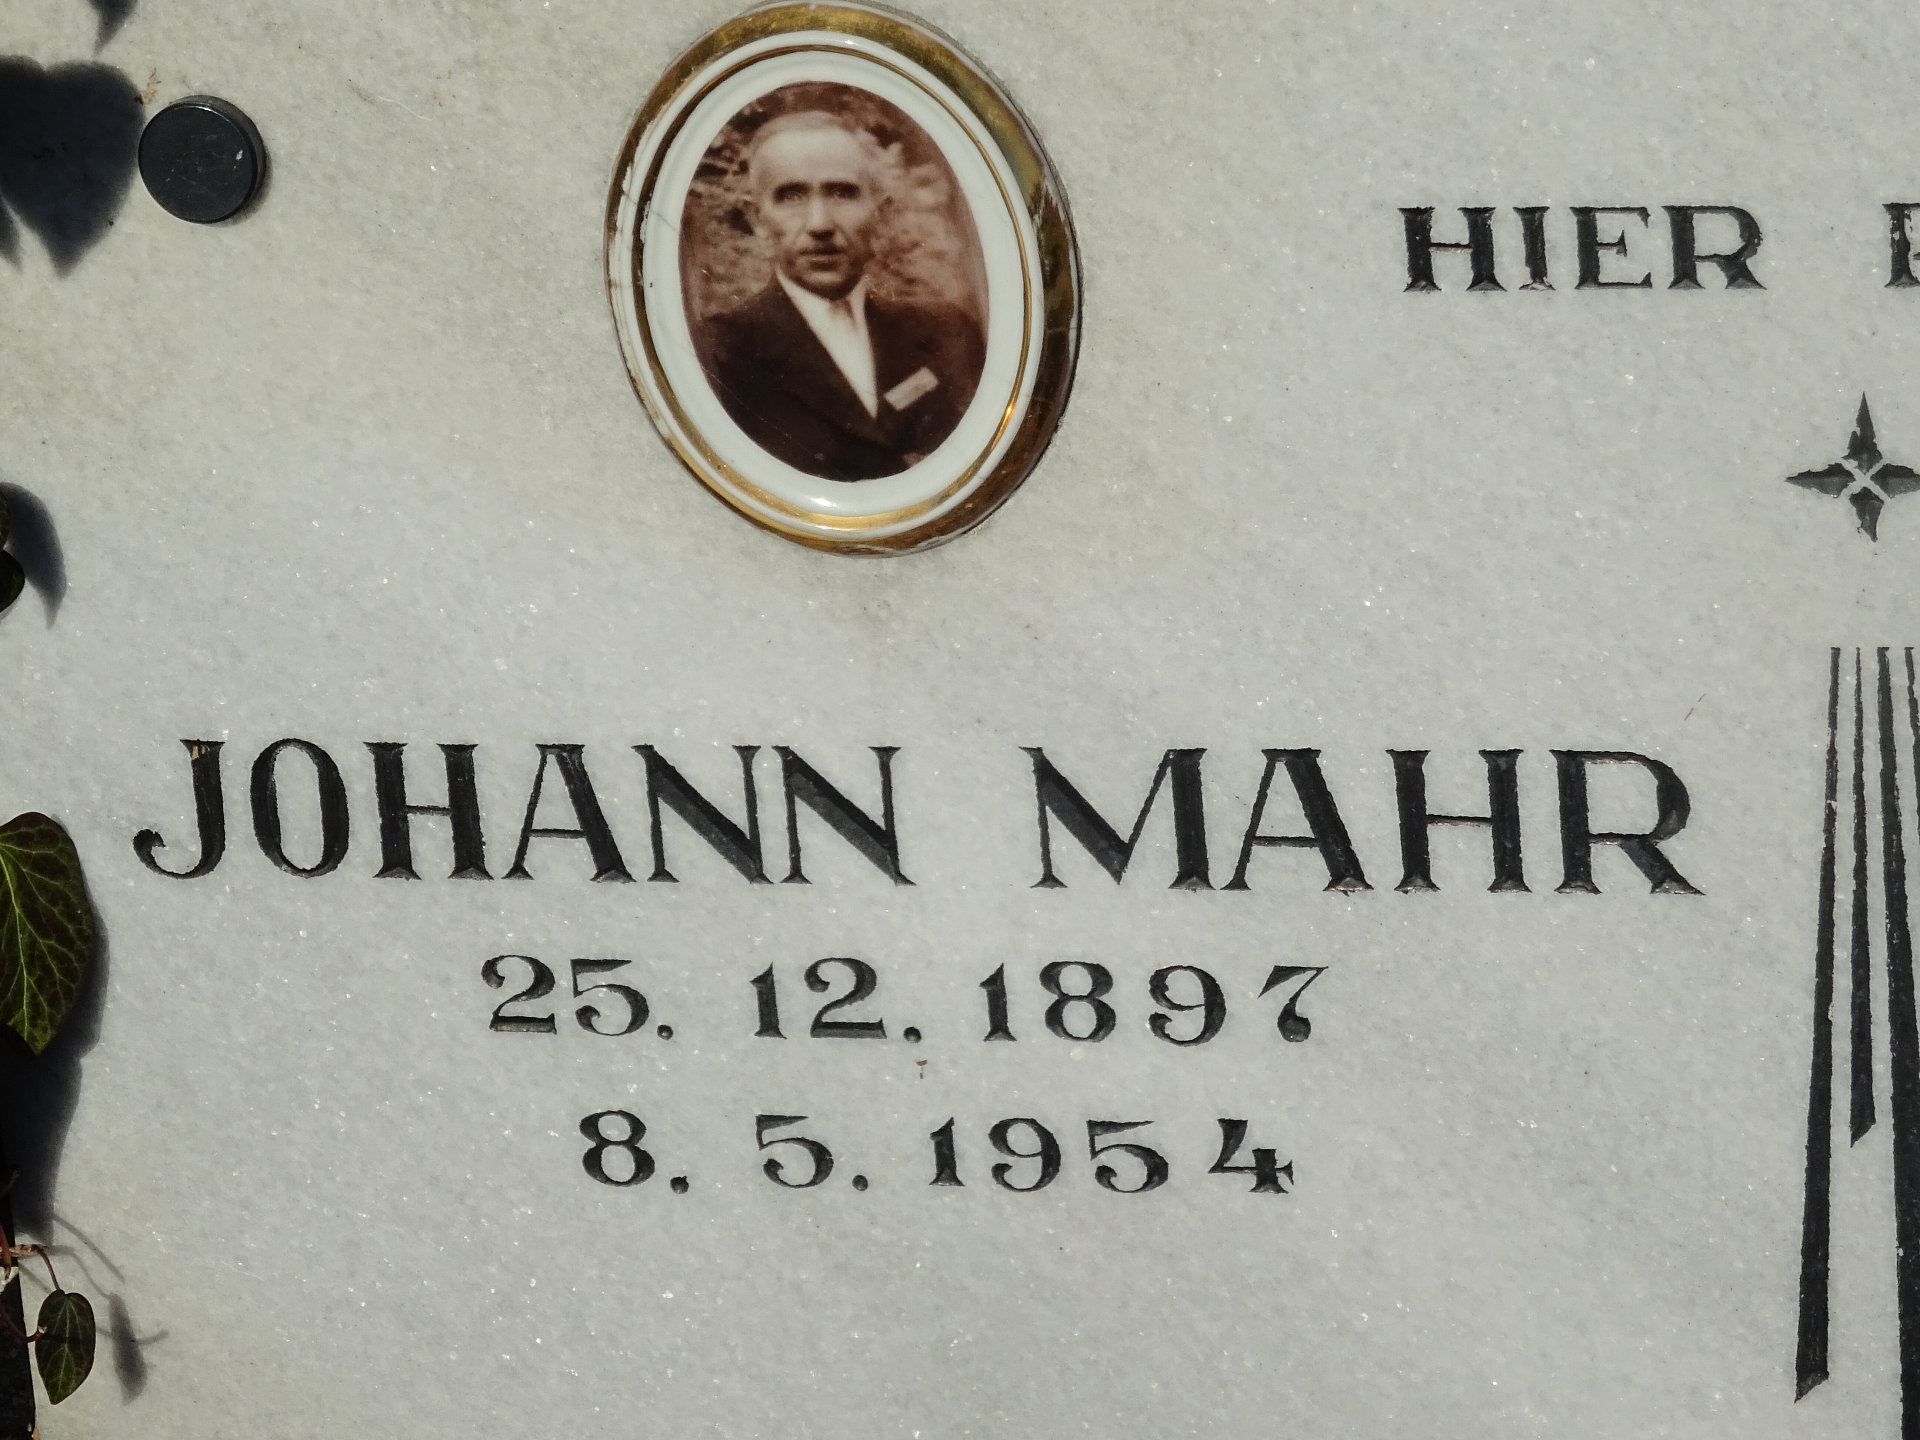 HIER
JOHANN MAHR
25. 12. 1897
8. 5. 1954